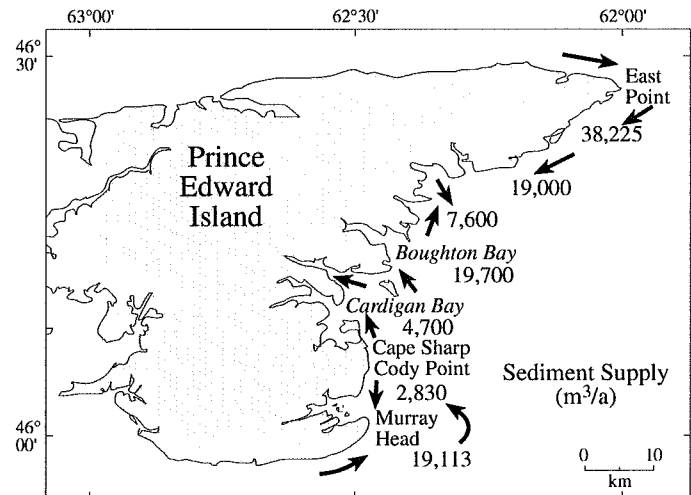 63°00'
62°30'
62°00'
46°
30'
East
Point
38,225
Prince
Edward
Island
19,000
7,600
Boughton Bay
19,700
Cardigan Bay
4,700
Cape Sharp
Cody Point
2,830
Sediment Supply
(m³/a)
46°
00'
Murray
Head
19,113
0 10
km